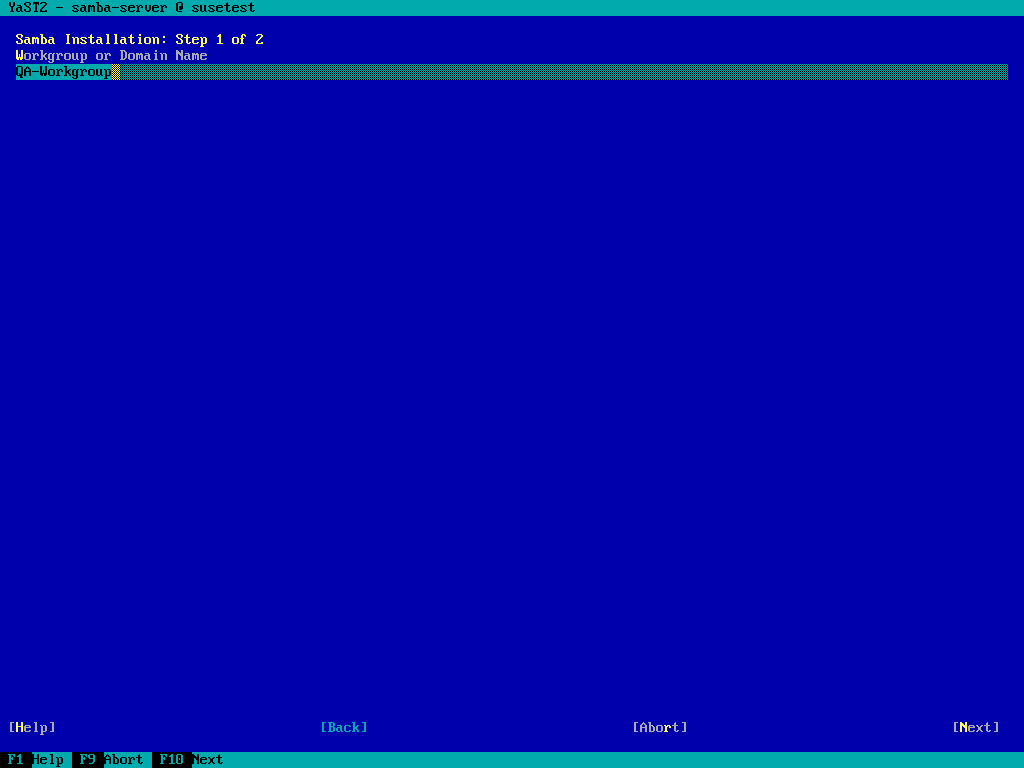 YaST2 - samba-server @ susetest
Samba Installation: Step 1 of 2
Workgroup or Domain Name
QA-Workgroup
[Help] [Back] [Abort] [Next]
F1 Help F9 Abort F10 Next